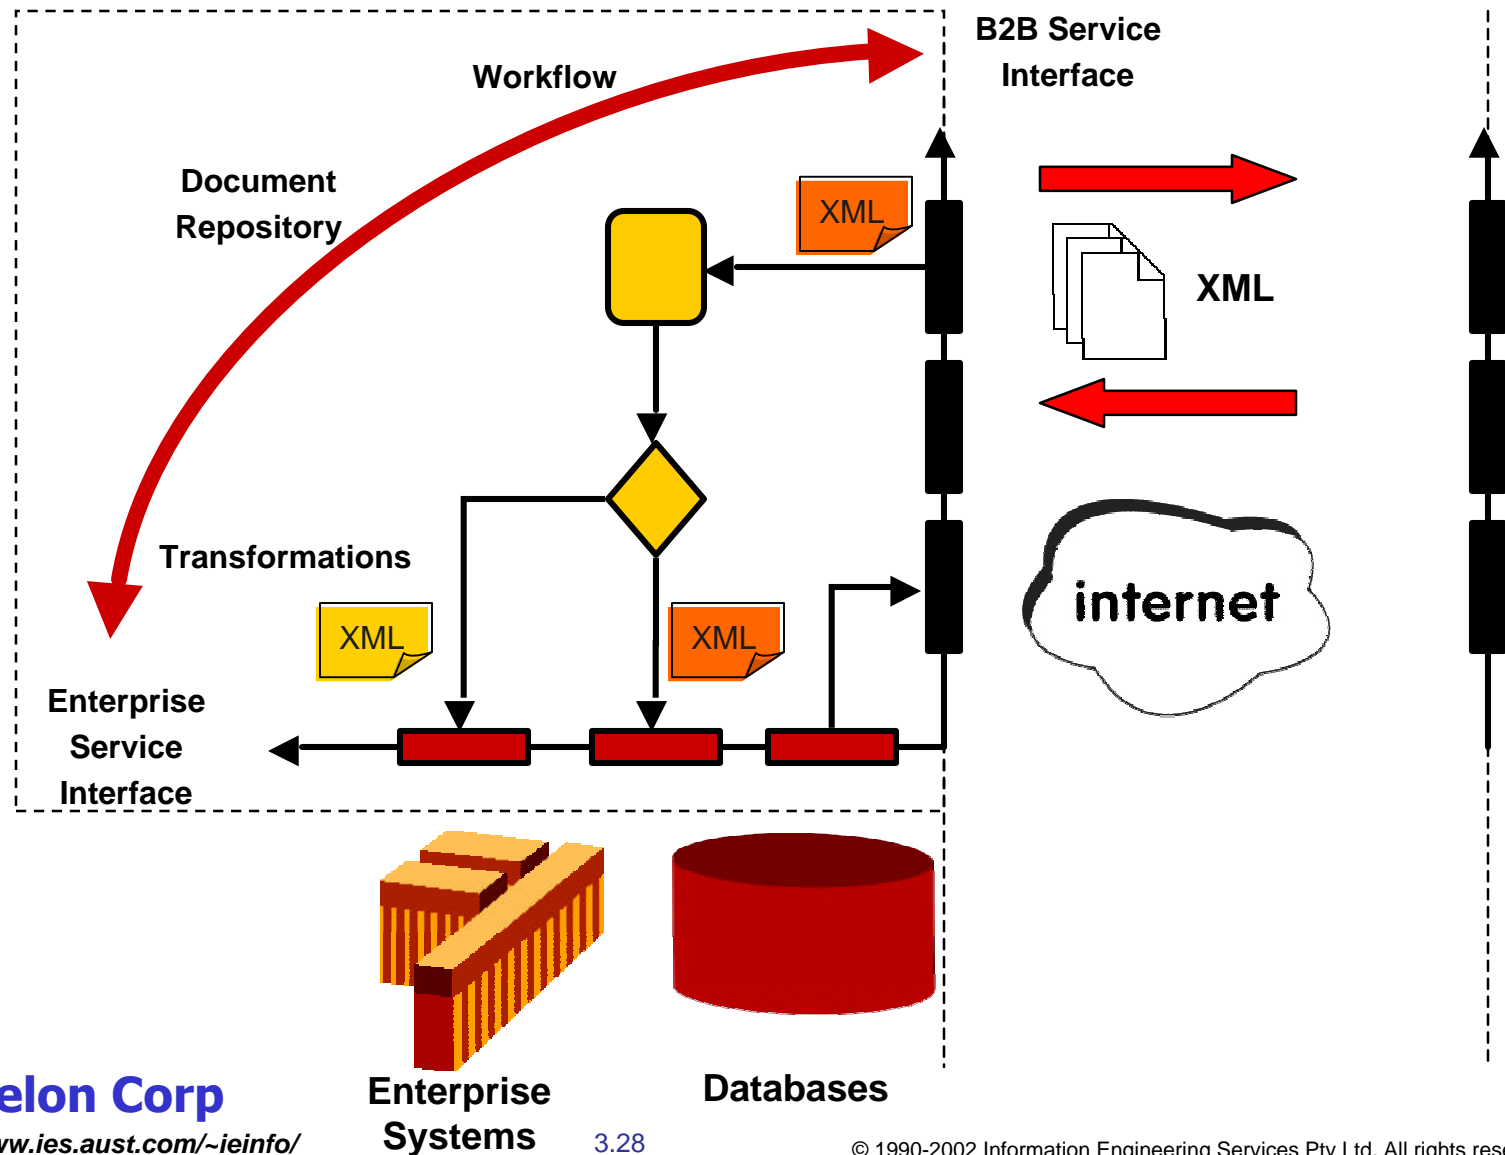 B2B Service
Interface
Workflow
Document
Repository
XML
XML
internet
Transformations
XML
XML
Enterprise
Service
Interface
Enterprise
Systems
Databases
elon Corp
ww.ies.aust.com/~ieinfo/
3.28
© 1990-2002 Information Engineering Services Pty Ltd. All rights rese